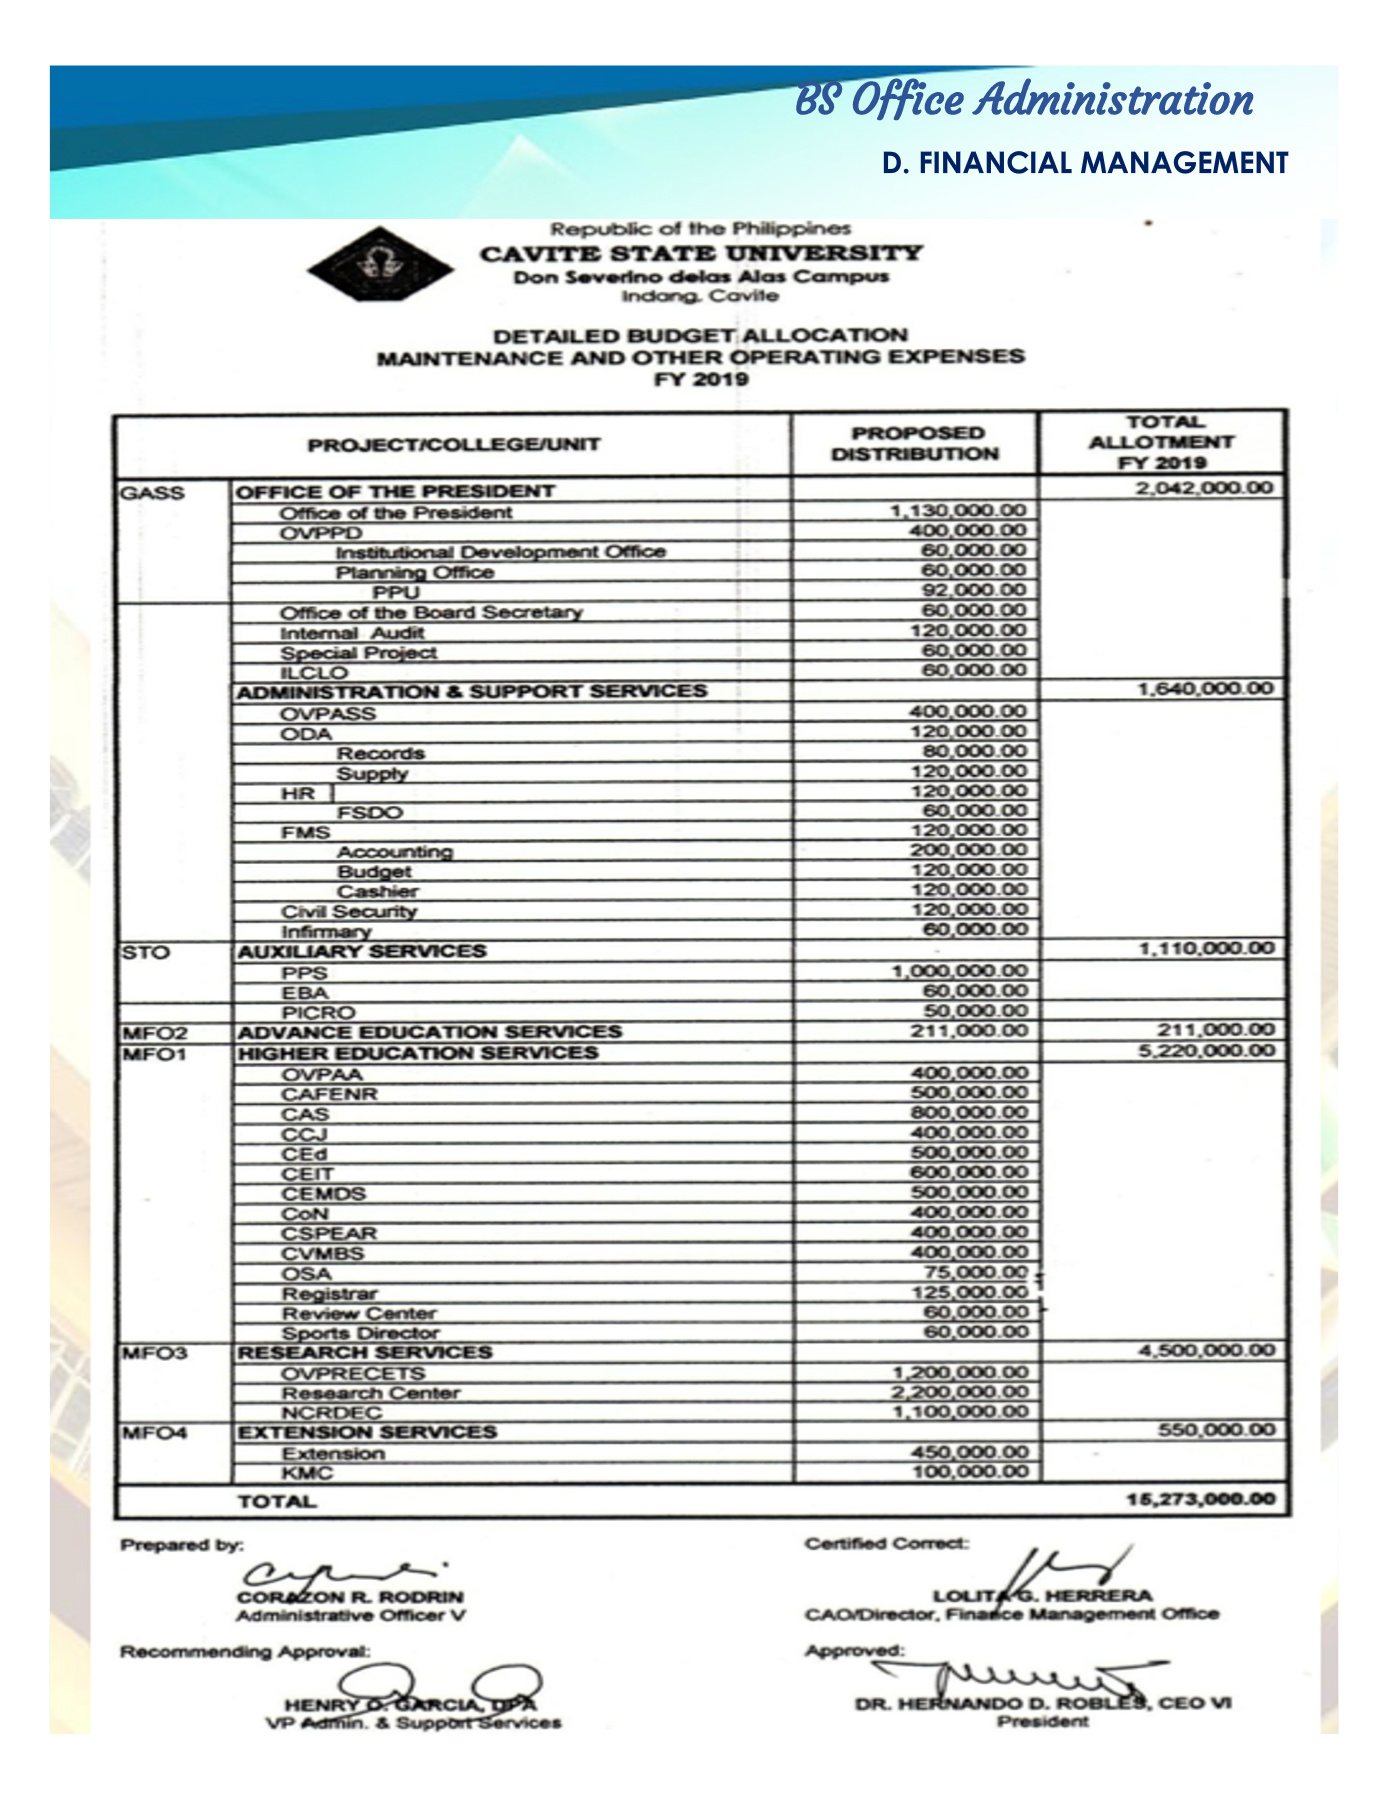 BS Office Administration
D. FINANCIAL MANAGEMENT
Republic of the Philippines
CAVITE STATE UNIVERSITY
Don Severino delas Alas Campus
Indang, Cavite
DETAILED BUDGET ALLOCATION
MAINTENANCE AND OTHER OPERATING EXPENSES
FY 2019
PROJECT/COLLEGE/UNIT PROPOSED DISTRIBUTION TOTAL ALLOTMENT FY 2019
GASS OFFICE OF THE PRESIDENT 2,042,000.00
Office of the President 1,130,000.00
OVPPD 400,000.00
Institutional Development Office 60,000.00
Planning Office 60,000.00
PPU 92,000.00
Office of the Board Secretary 60,000.00
Internal Audit 120,000.00
Special Project 60,000.00
ILCLO 60,000.00
ADMINISTRATION & SUPPORT SERVICES 1,640,000.00
OVPASS 400,000.00
ODA 120,000.00
Records 80,000.00
Supply 120,000.00
HR 120,000.00
FSDO 60,000.00
FMS 120,000.00
Accounting 200,000.00
Budget 120,000.00
Cashier 120,000.00
Civil Security 120,000.00
Infirmary 60,000.00
STO AUXILIARY SERVICES - 1,110,000.00
PPS 1,000,000.00
EBA 60,000.00
PICRO 50,000.00
MFO2 ADVANCE EDUCATION SERVICES 211,000.00 211,000.00
MFO1 HIGHER EDUCATION SERVICES 5,220,000.00
OVPAA 400,000.00
CAFENR 500,000.00
CAS 800,000.00
CCJ 400,000.00
CEd 500,000.00
CEIT 600,000.00
CEMDS 500,000.00
CoN 400,000.00
CSPEAR 400,000.00
CVMBS 400,000.00
OSA 75,000.00
Registrar 125,000.00
Review Center 60,000.00
Sports Director 60,000.00
MFO3 RESEARCH SERVICES 4,500,000.00
OVPRECETS 1,200,000.00
Research Center 2,200,000.00
NCRDEC 1,100,000.00
MFO4 EXTENSION SERVICES 550,000.00
Extension 450,000.00
KMC 100,000.00
TOTAL 15,273,000.00
Prepared by: Certified Correct:
CORAZON R. RODRIN LOLITA G. HERRERA
Administrative Officer V CAO/Director, Finance Management Office
Recommending Approval: Approved:
HENRY O. GARCIA, DPA DR. HERNANDO D. ROBLES, CEO VI
VP Admin. & Support Services President